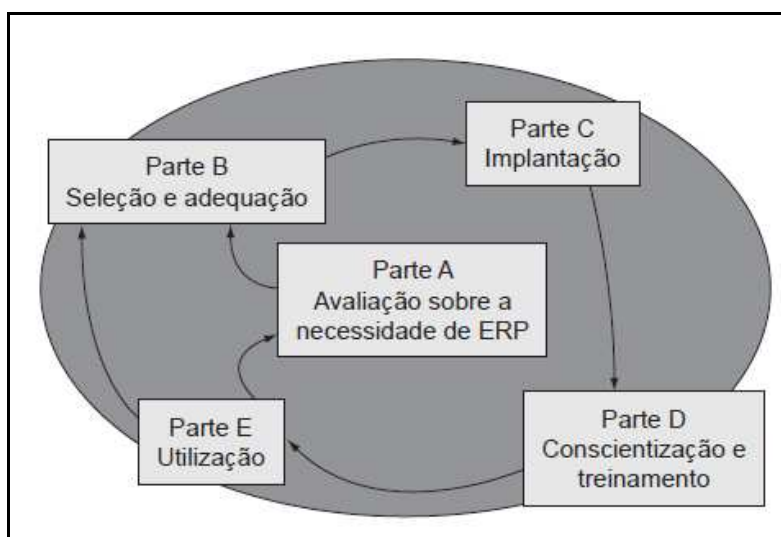 Parte B
Seleção e adequação
Parte C
Implantação
Parte A
Avaliação sobre a
necessidade de ERP
Parte E
Utilização
Parte D
Conscientização e
treinamento